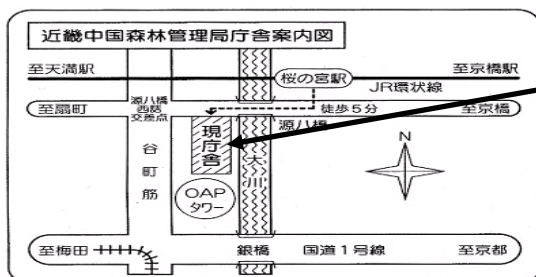 近畿中国森林管理局庁舎案内図
至天満駅
桜の宮駅
至京橋駅
JR環状線
至扇町
源八橋
西詰
交差点
徒歩5分
至京橋
源八橋
現庁舎
谷町筋
大川
N
OAP
タワー
至梅田
銀橋
国道1号線
至京都